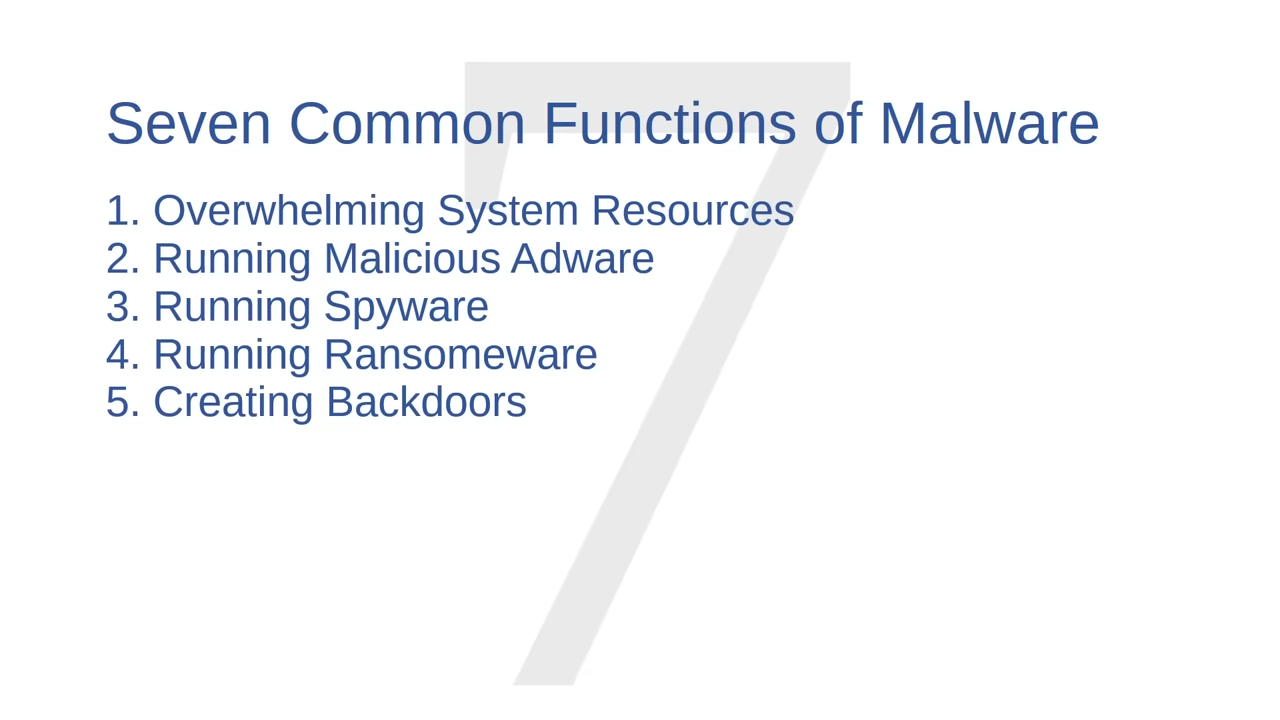 Seven Common Functions of Malware
1. Overwhelming System Resources
2. Running Malicious Adware
3. Running Spyware
4. Running Ransomeware
5. Creating Backdoors
7